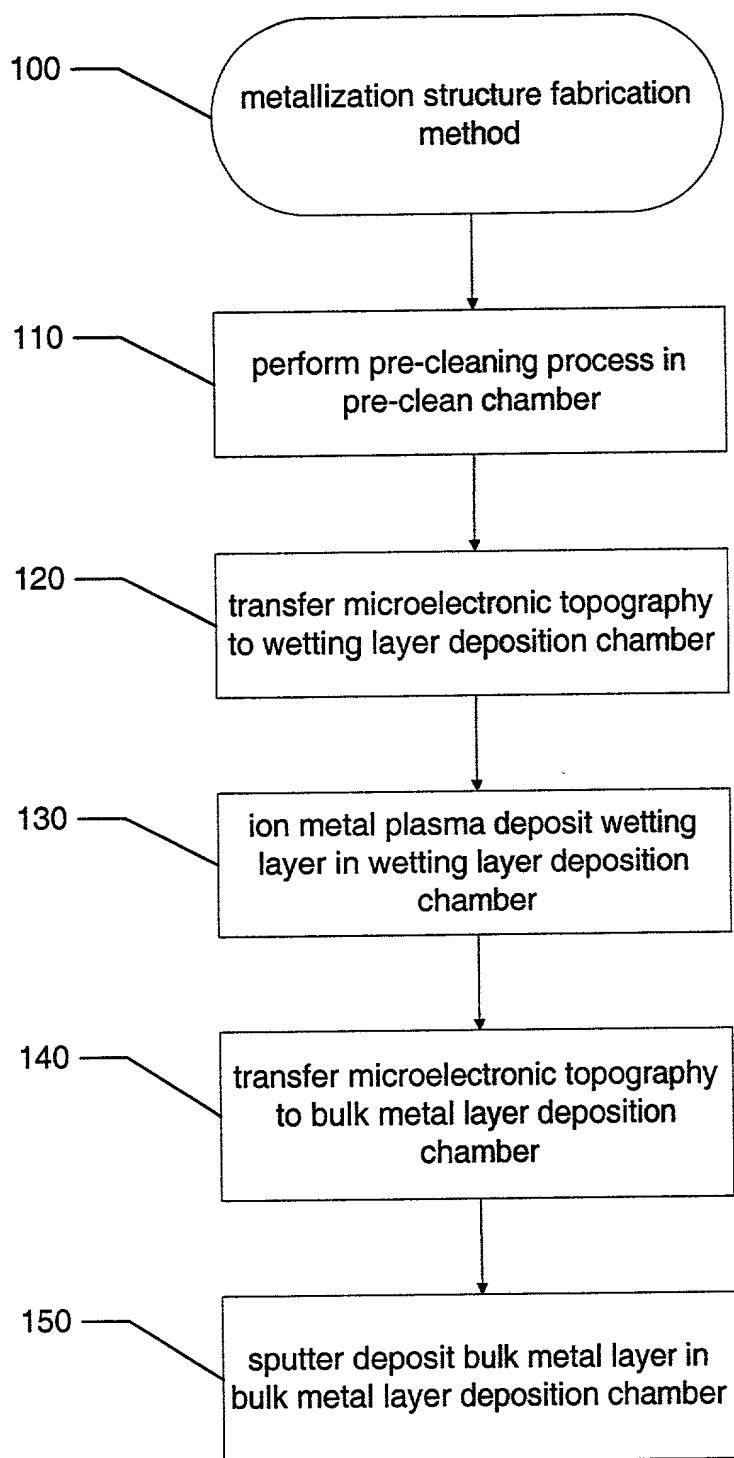 100
metallization structure fabrication
method
110
perform pre-cleaning process in
pre-clean chamber
120
transfer microelectronic topography
to wetting layer deposition chamber
130
ion metal plasma deposit wetting
layer in wetting layer deposition
chamber
140
transfer microelectronic topography
to bulk metal layer deposition
chamber
150
sputter deposit bulk metal layer in
bulk metal layer deposition chamber